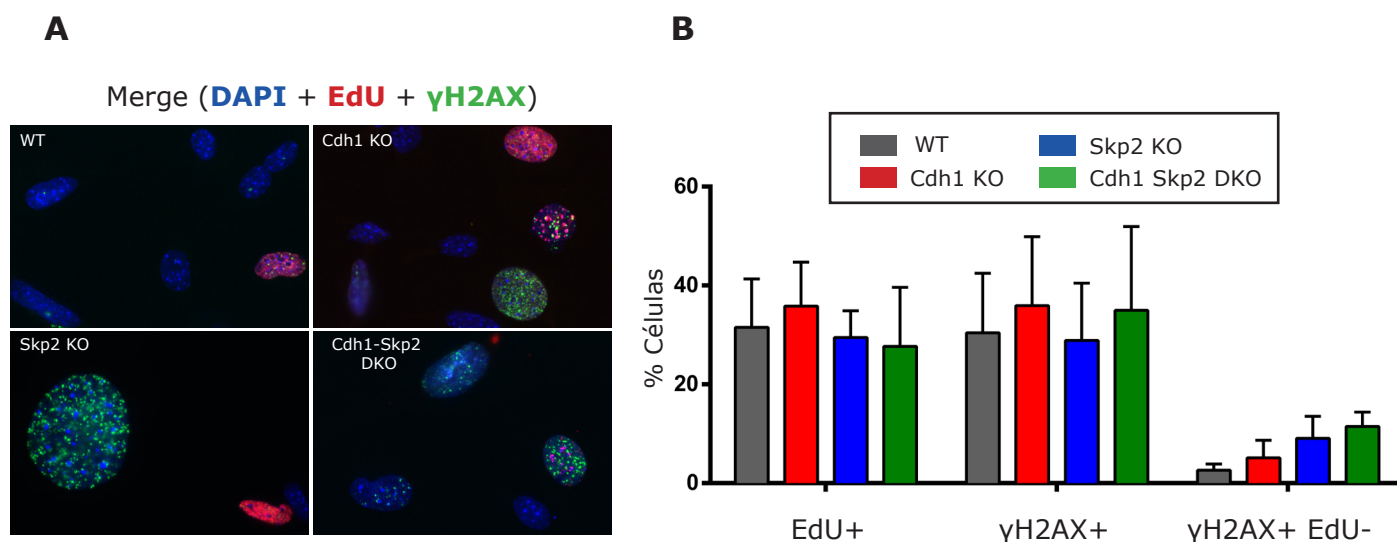 A
Merge (DAPI + EdU + γH2AX)
WT
Cdh1 KO
Skp2 KO
Cdh1-Skp2
DKO
B
WT
Skp2 KO
Cdh1 KO
Cdh1 Skp2 DKO
% Células
60
40
20
0
EdU+
γH2AX+
γH2AX+ EdU-